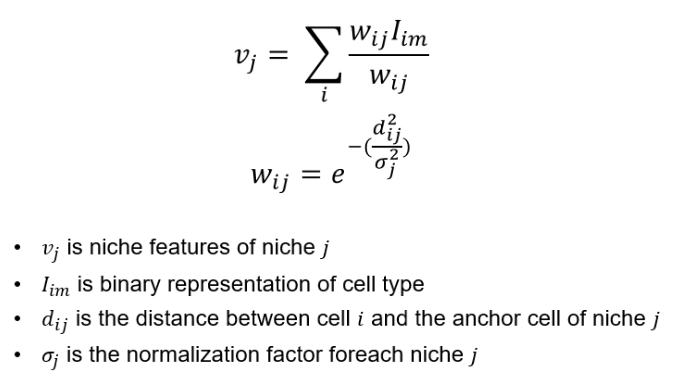 $v_j = \sum_i \frac{w_{ij} I_{im}}{w_{ij}}$
$w_{ij} = e^{-(\frac{d_{ij}^2}{\sigma_j^2})}$
• $v_j$ is niche features of niche $j$
• $I_{im}$ is binary representation of cell type
• $d_{ij}$ is the distance between cell $i$ and the anchor cell of niche $j$
• $\sigma_j$ is the normalization factor foreach niche $j$